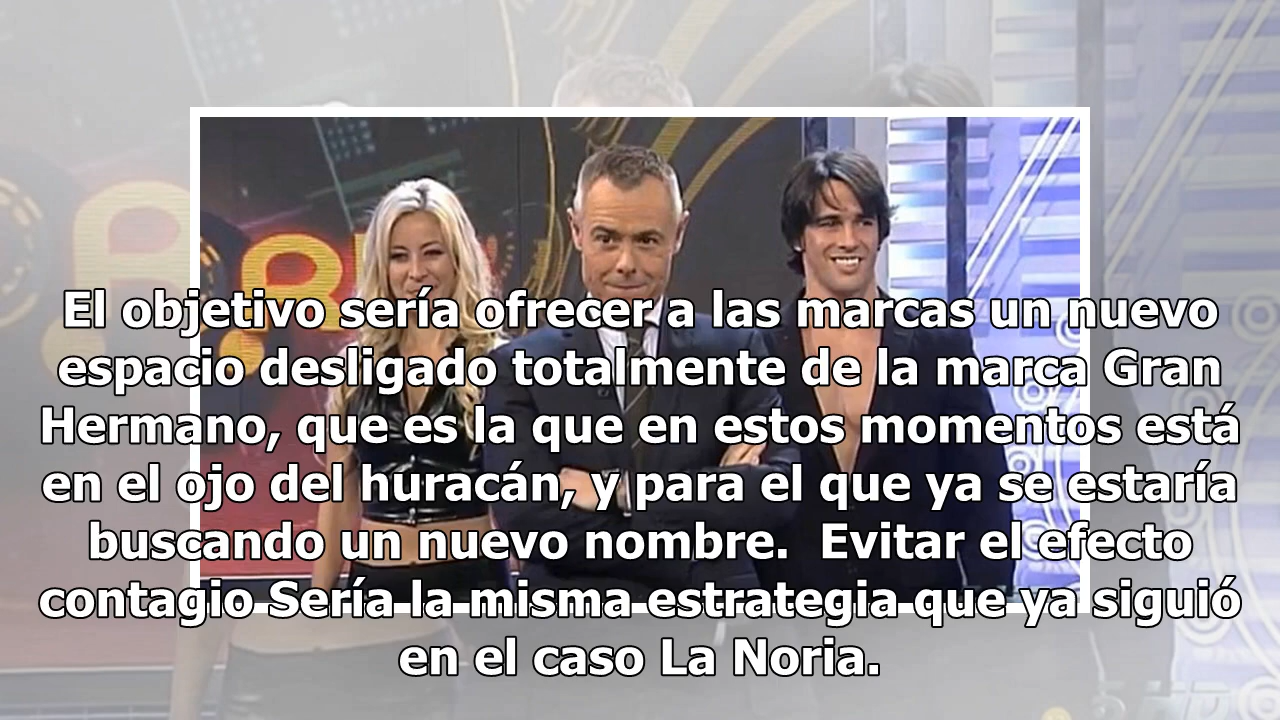 El objetivo sería ofrecer a las marcas un nuevo
espacio desligado totalmente de la marca Gran
Hermano, que es la que en estos momentos está
en el ojo del huracán, y para el que ya se estaría
buscando un nuevo nombre.  Evitar el efecto
contagio Sería la misma estrategia que ya siguió
en el caso La Noria.